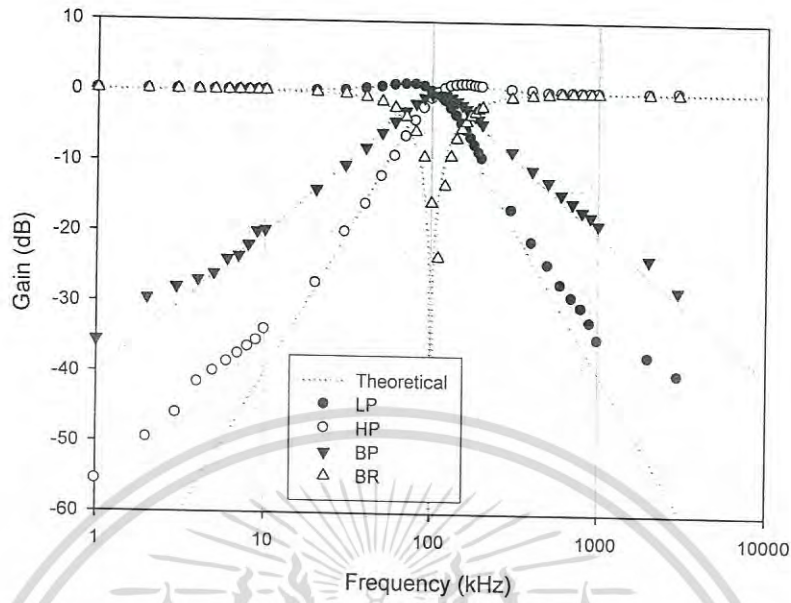 10
0
-10
-20
-30
-40
-50
-60
Gain (dB)
Theoretical
LP
HP
BP
BR
1
10
100
1000
10000
Frequency (kHz)